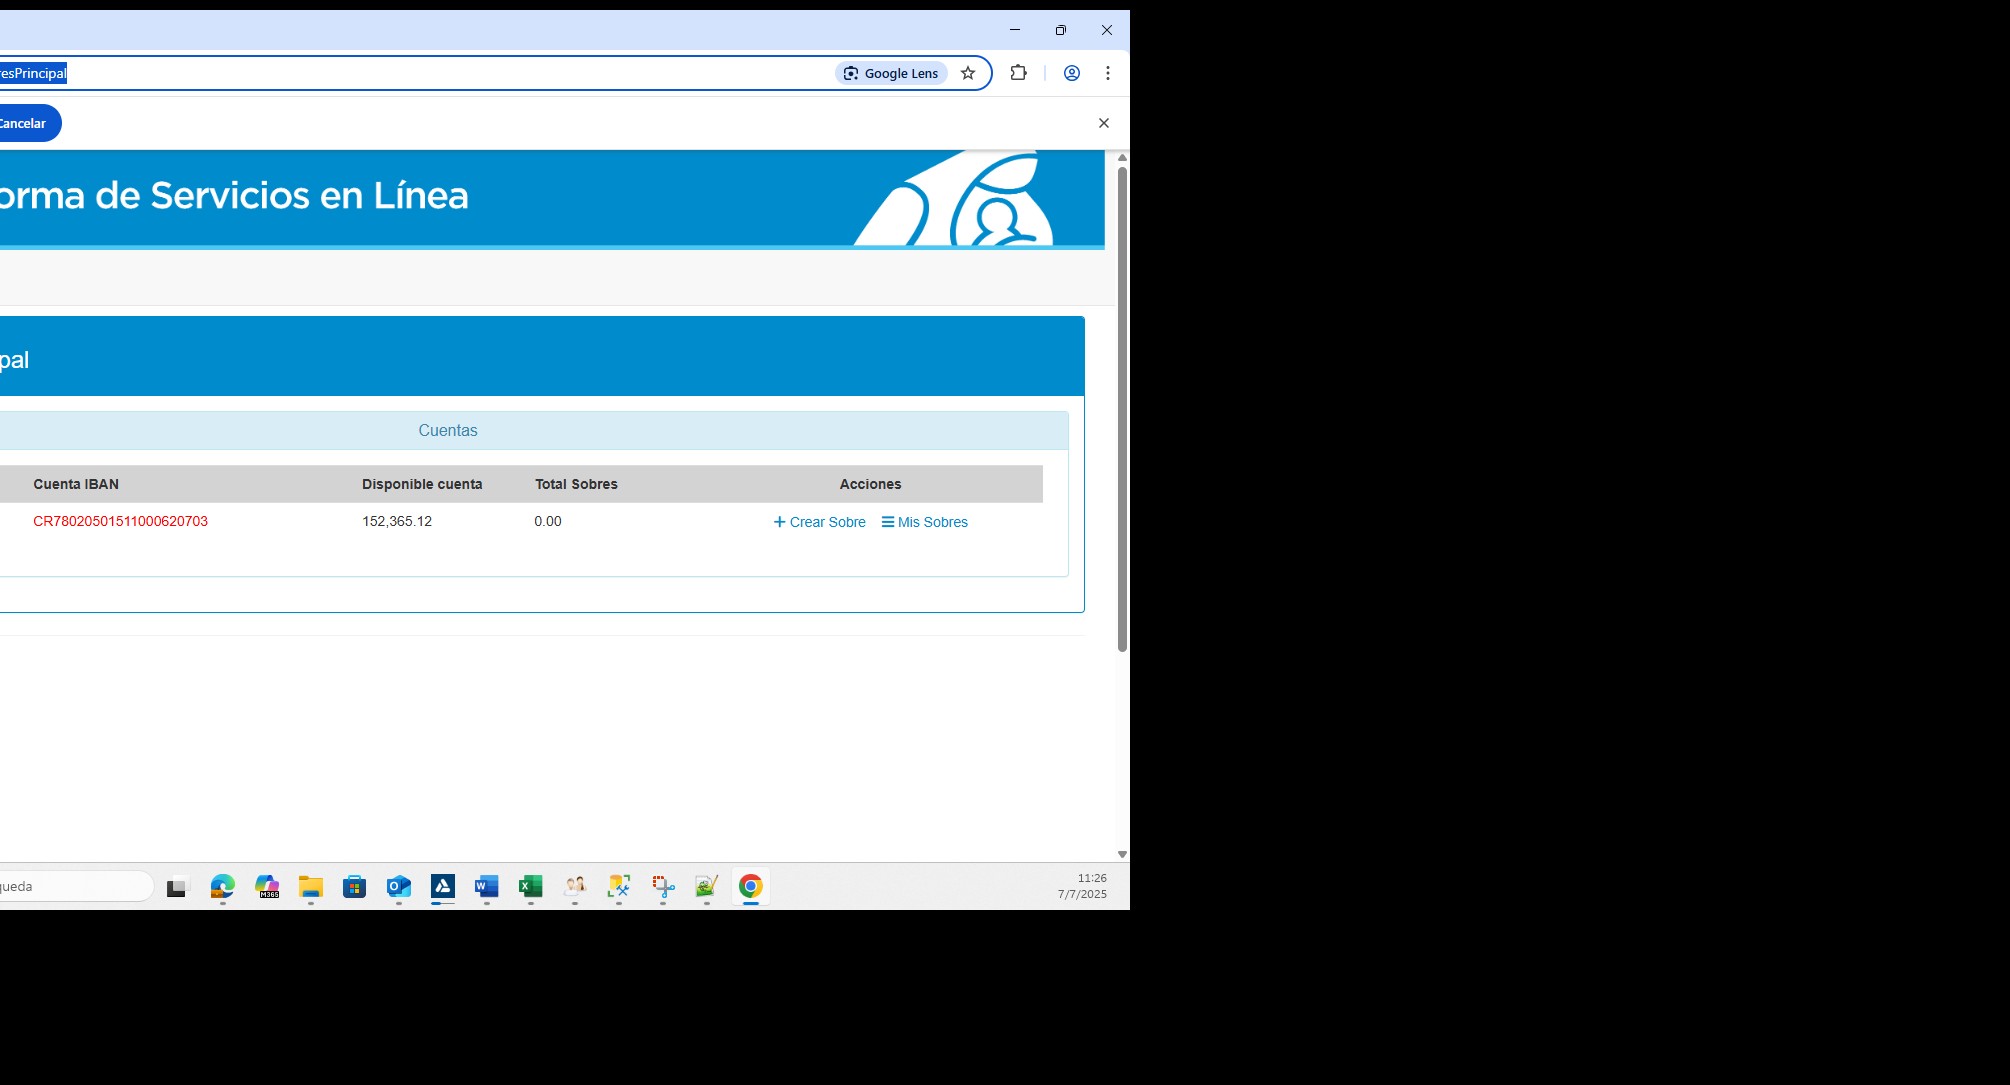 resPrincipal
Google Lens
Cancelar
orma de Servicios en Línea
pal
Cuentas
Cuenta IBAN Disponible cuenta Total Sobres Acciones
CR78020501511000620703 152,365.12 0.00 Crear Sobre Mis Sobres
queda
M365
11:26
7/7/2025